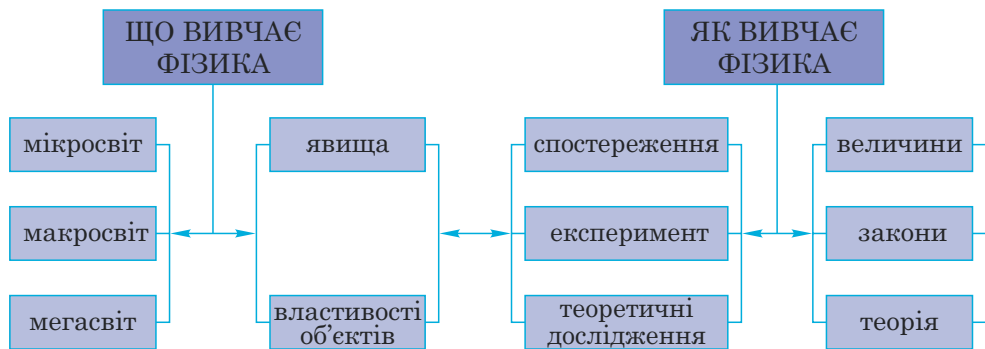 ЩО ВИВЧАЄ
ФІЗИКА
ЯК ВИВЧАЄ
ФІЗИКА
мікросвіт
явища
спостереження
величини
макросвіт
експеримент
закони
мегасвіт
властивості
об’єктів
теоретичні
дослідження
теорія